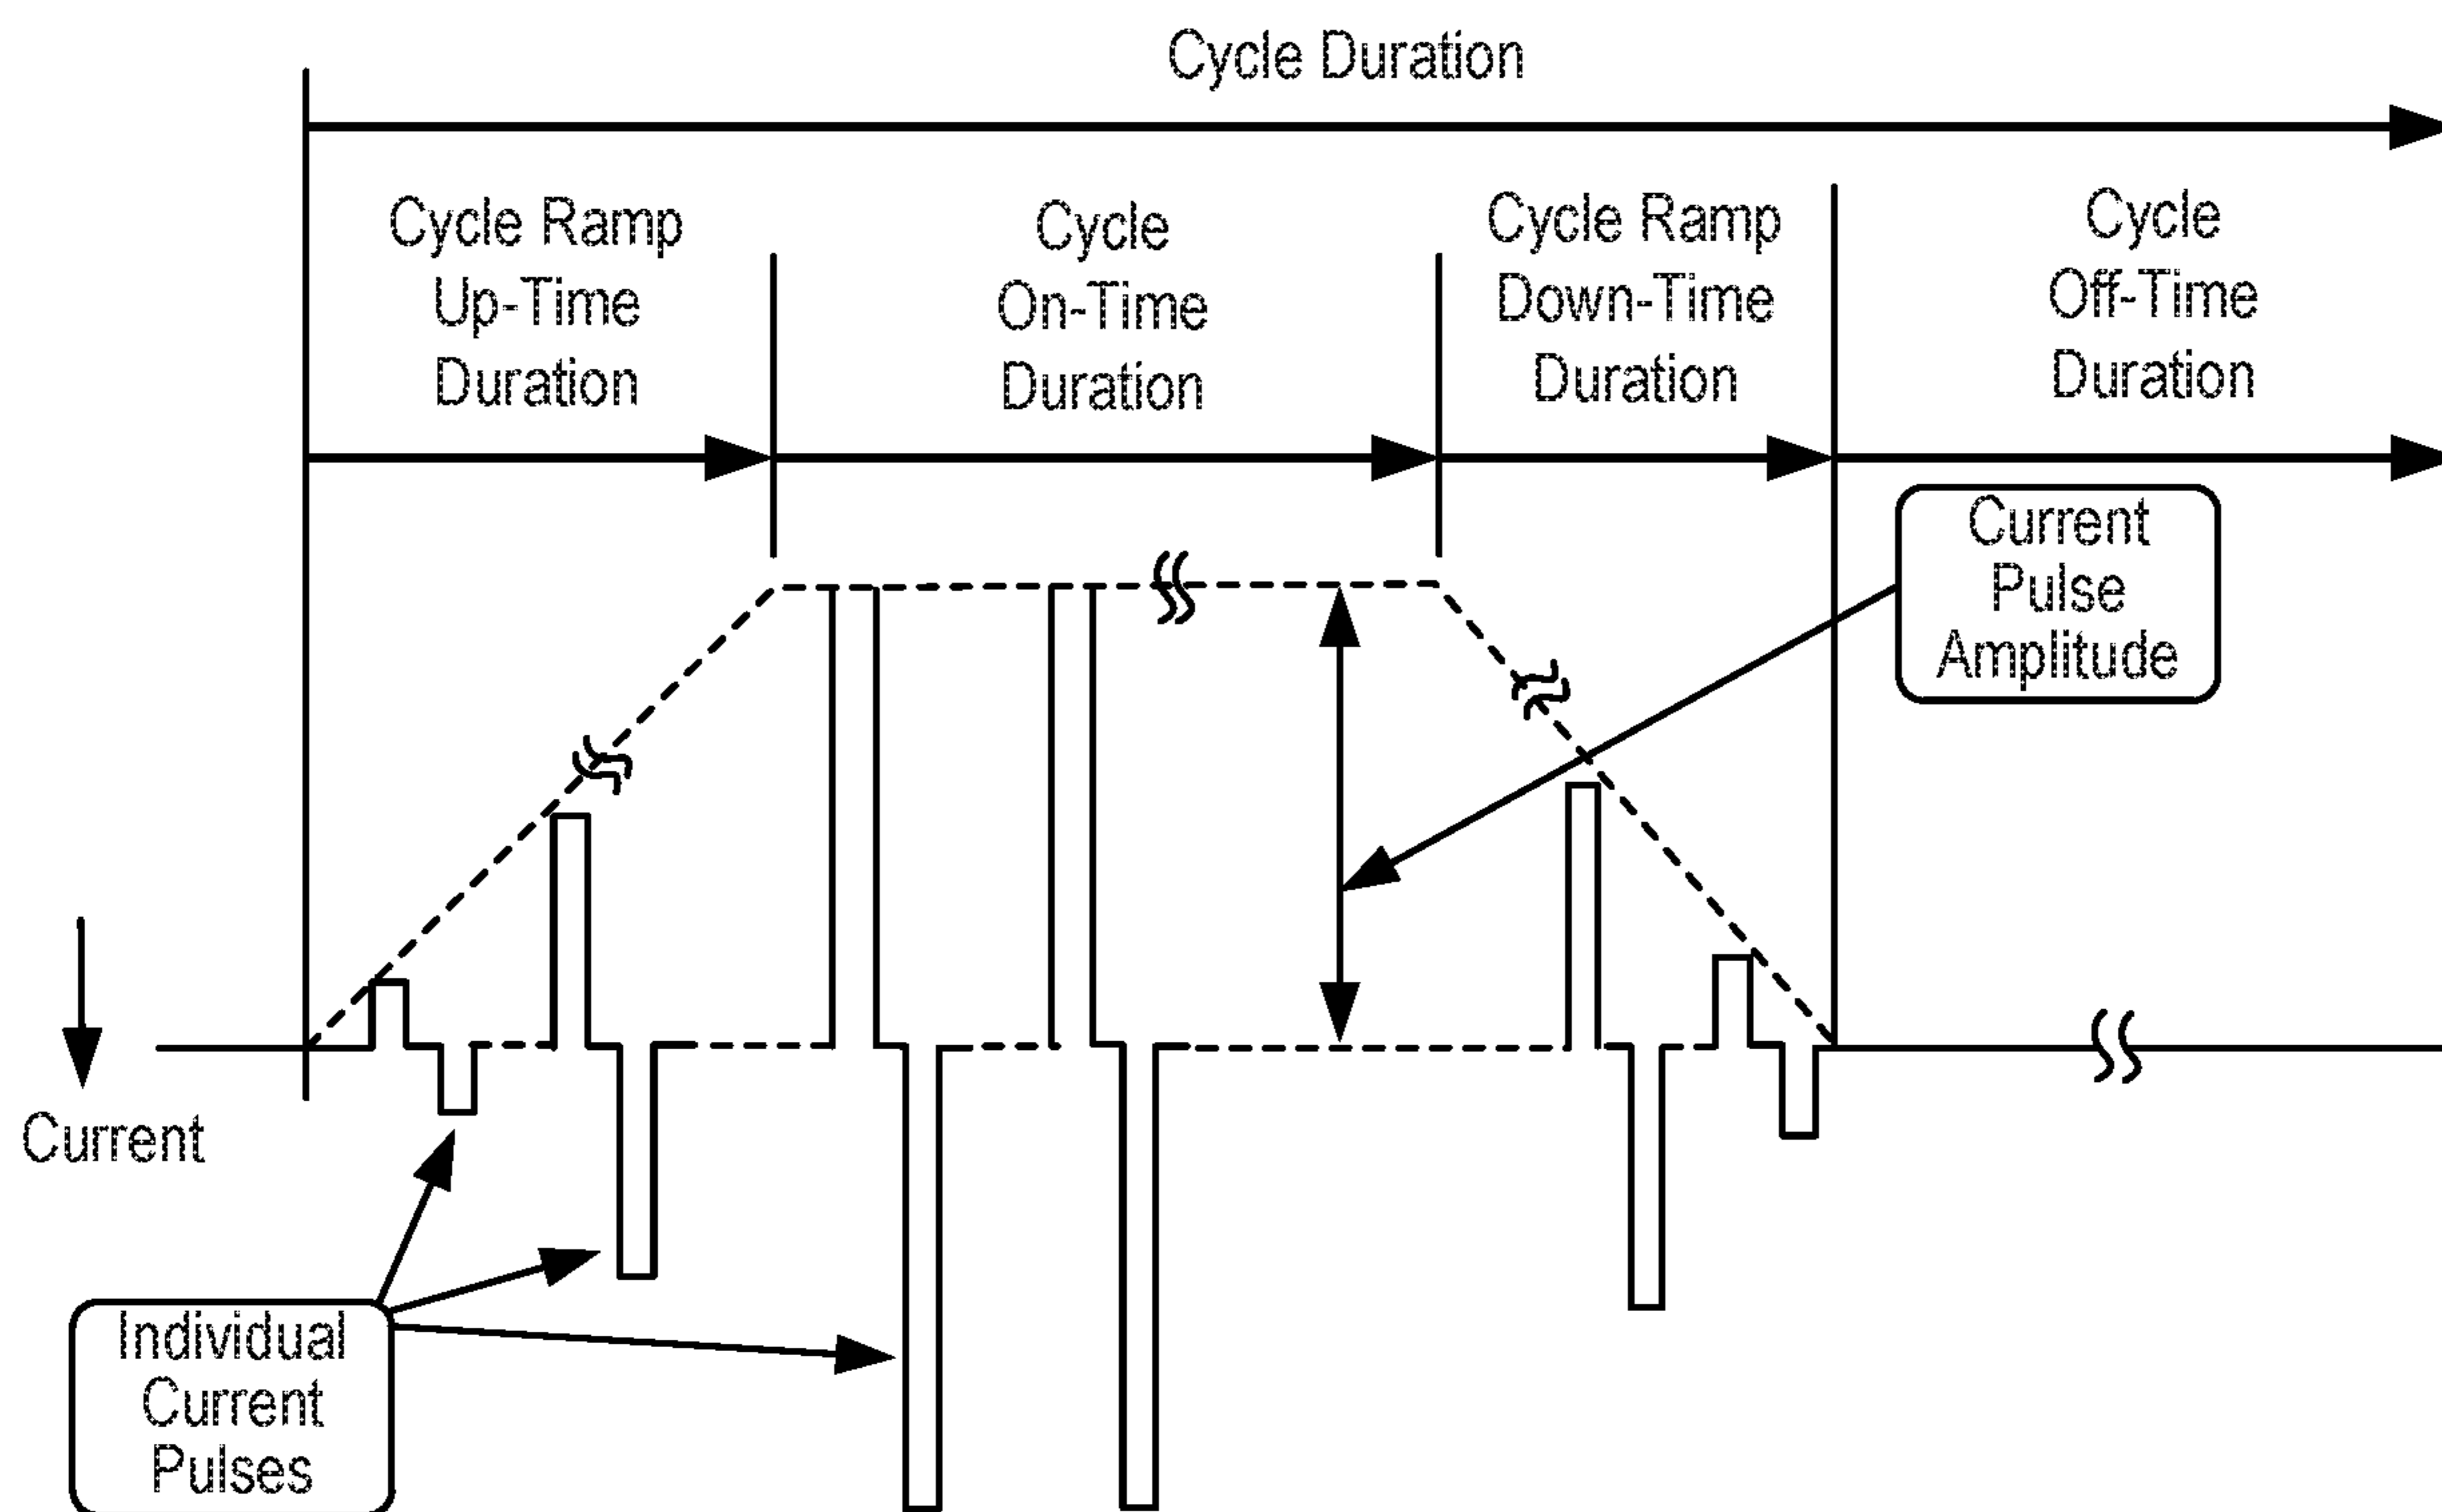 Cycle Duration
Cycle Ramp
Up-Time
Duration
Cycle
On-Time
Duration
Cycle Ramp
Down-Time
Duration
Cycle
Off-Time
Duration
Current
Pulse
Amplitude
Current
Individual
Current
Pulses